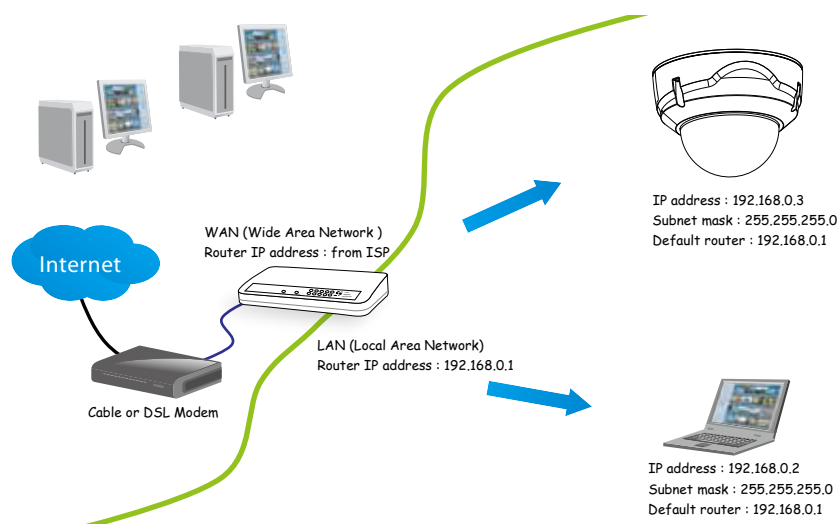 IP address : 192.168.0.3
Subnet mask : 255.255.255.0
Default router : 192.168.0.1
WAN (Wide Area Network )
Router IP address : from ISP
Internet
LAN (Local Area Network)
Router IP address : 192.168.0.1
Cable or DSL Modem
IP address : 192.168.0.2
Subnet mask : 255.255.255.0
Default router : 192.168.0.1